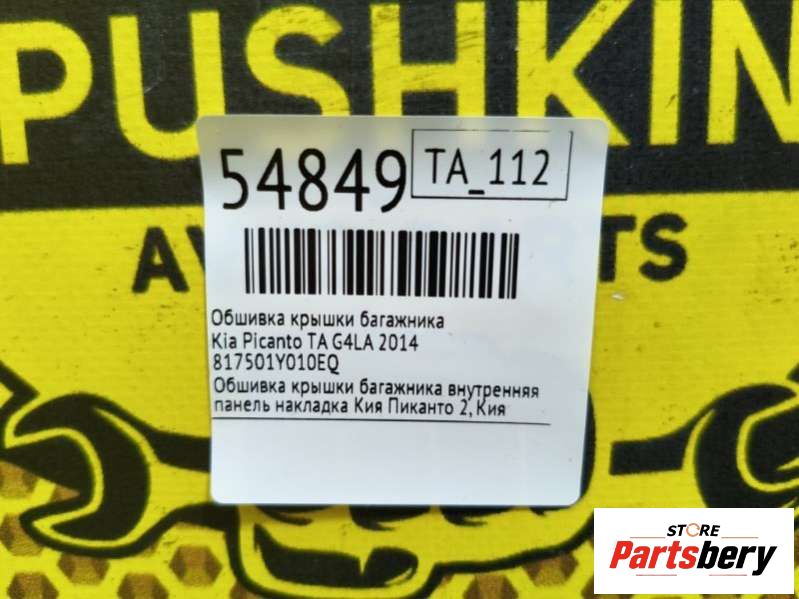 PUSHKIN
54849
TA_112
TS
Обшивка крышки багажника
Kia Picanto TA G4LA 2014
817501Y010EQ
Обшивка крышки багажника внутренняя
панель накладка Кия Пиканто 2, Кия
STORE
Partsbery